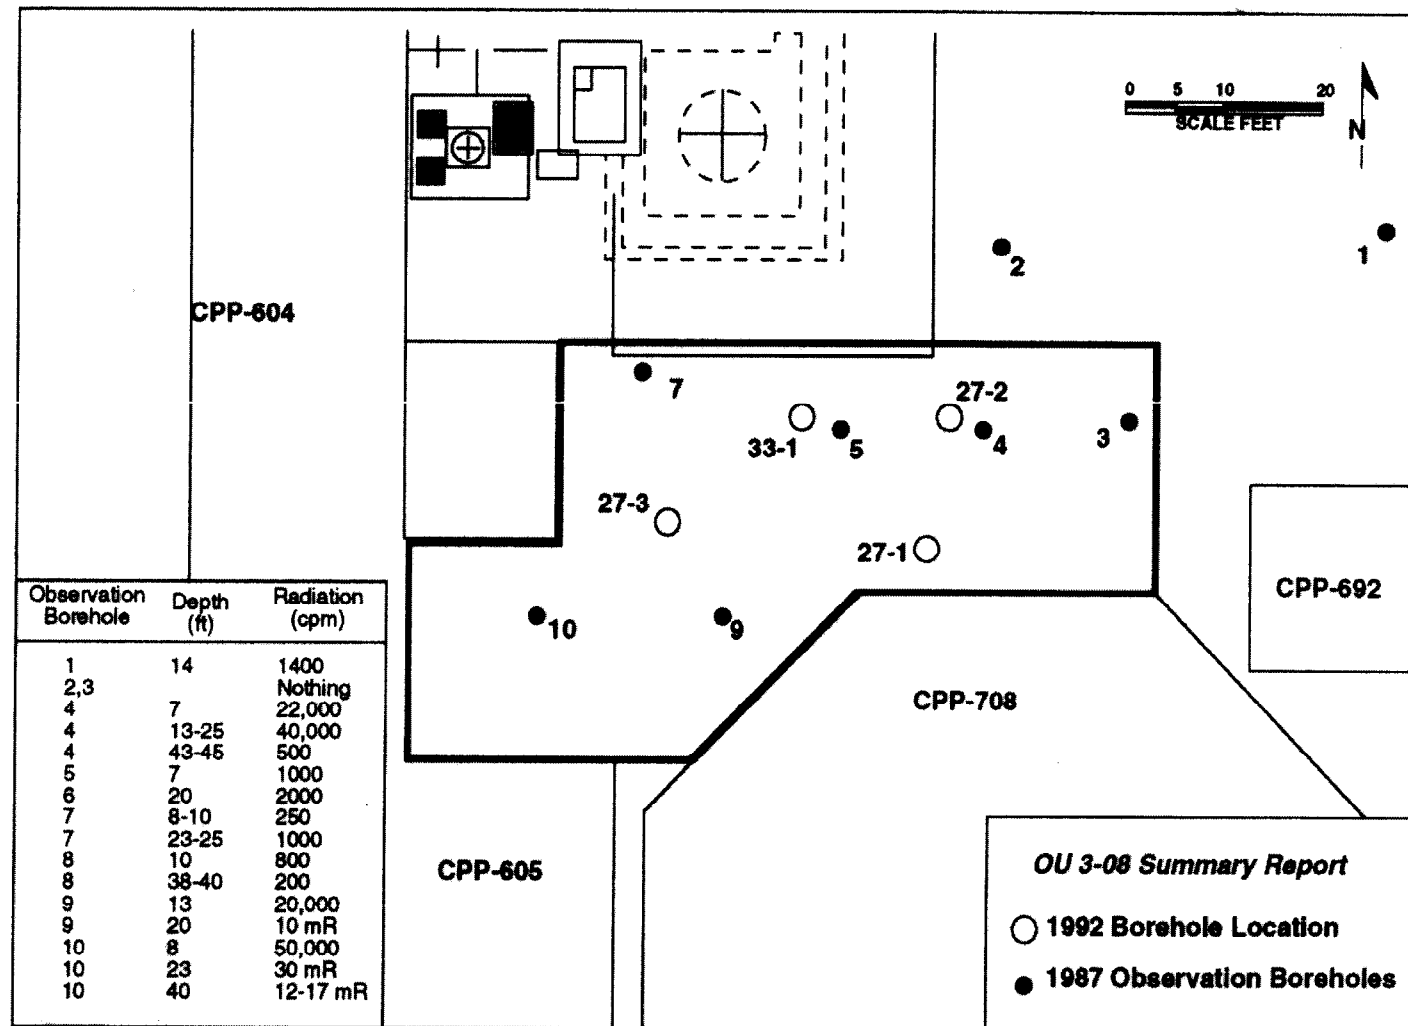 0 5 10 20
SCALE FEET
N
1
2
CPP-604
7
27-2
33-1
5
4
3
27-3
27-1
CPP-692
10
9
CPP-708
CPP-605
Observation Borehole Depth (ft) Radiation (cpm)
1 14 1400
2,3 Nothing
4 7 22,000
4 13-25 40,000
4 43-45 500
5 7 1000
6 20 2000
7 8-10 250
7 23-25 1000
8 10 800
8 38-40 200
9 13 20,000
9 20 10 mR
10 8 50,000
10 23 30 mR
10 40 12-17 mR
OU 3-08 Summary Report
1992 Borehole Location
1987 Observation Boreholes